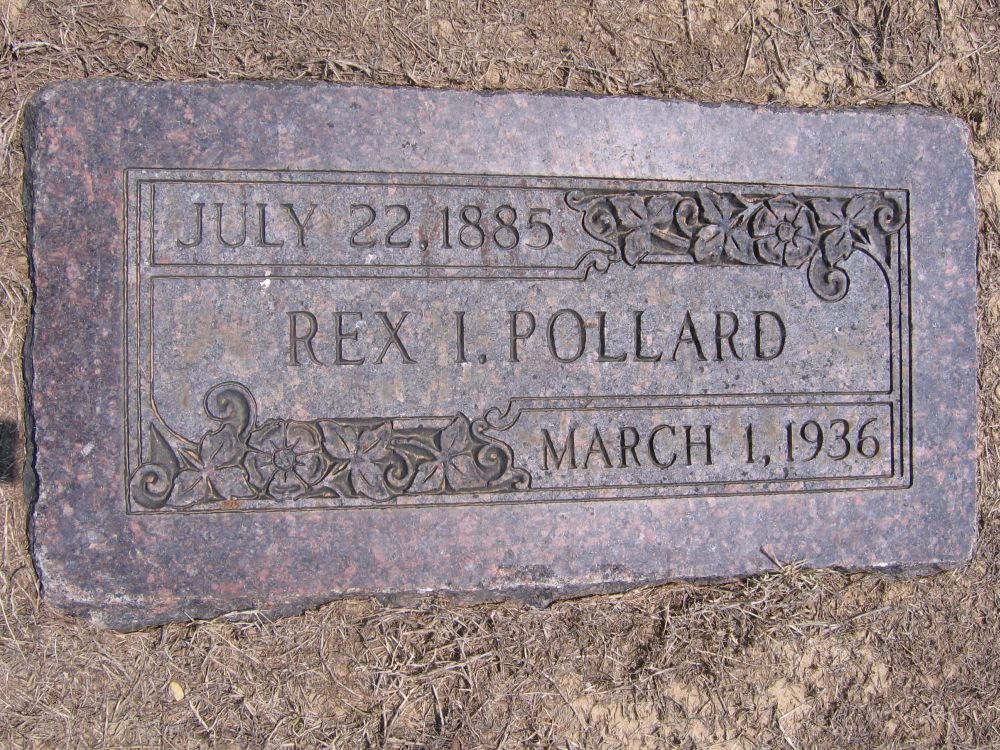 JULY 22, 1885
REX I. POLLARD
MARCH 1, 1936